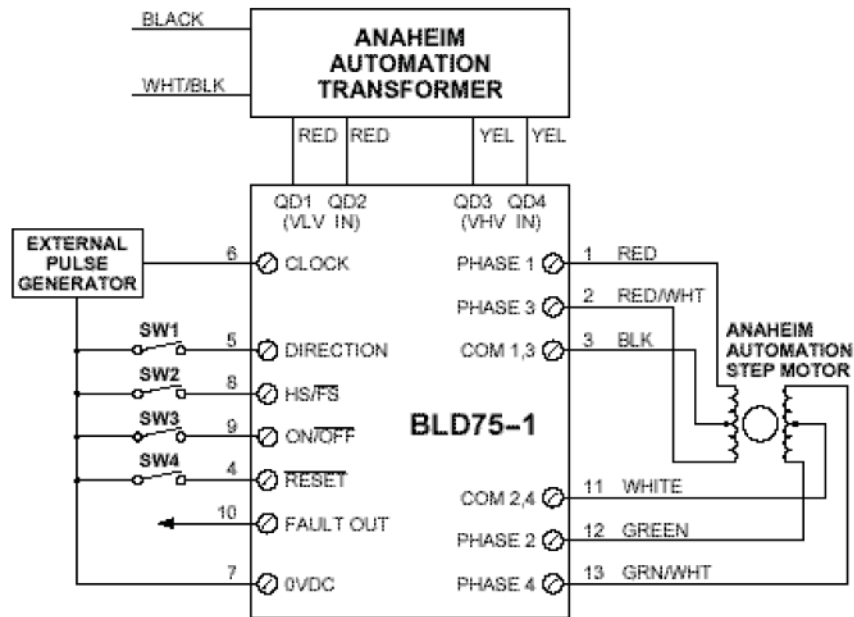 BLACK
WHT/BLK
ANAHEIM
AUTOMATION
TRANSFORMER
RED RED YEL YEL
QD1 QD2
(VLV IN)
QD3 QD4
(VHV IN)
EXTERNAL
PULSE
GENERATOR
6 CLOCK
SW1
5 DIRECTION
SW2
8 HS/FS
SW3
9 ON/OFF
SW4
4 RESET
10 FAULT OUT
7 0VDC
BLD75-1
PHASE 1 1 RED
PHASE 3 2 RED/WHT
COM 1,3 3 BLK
ANAHEIM
AUTOMATION
STEP MOTOR
COM 2,4 11 WHITE
PHASE 2 12 GREEN
PHASE 4 13 GRN/WHT